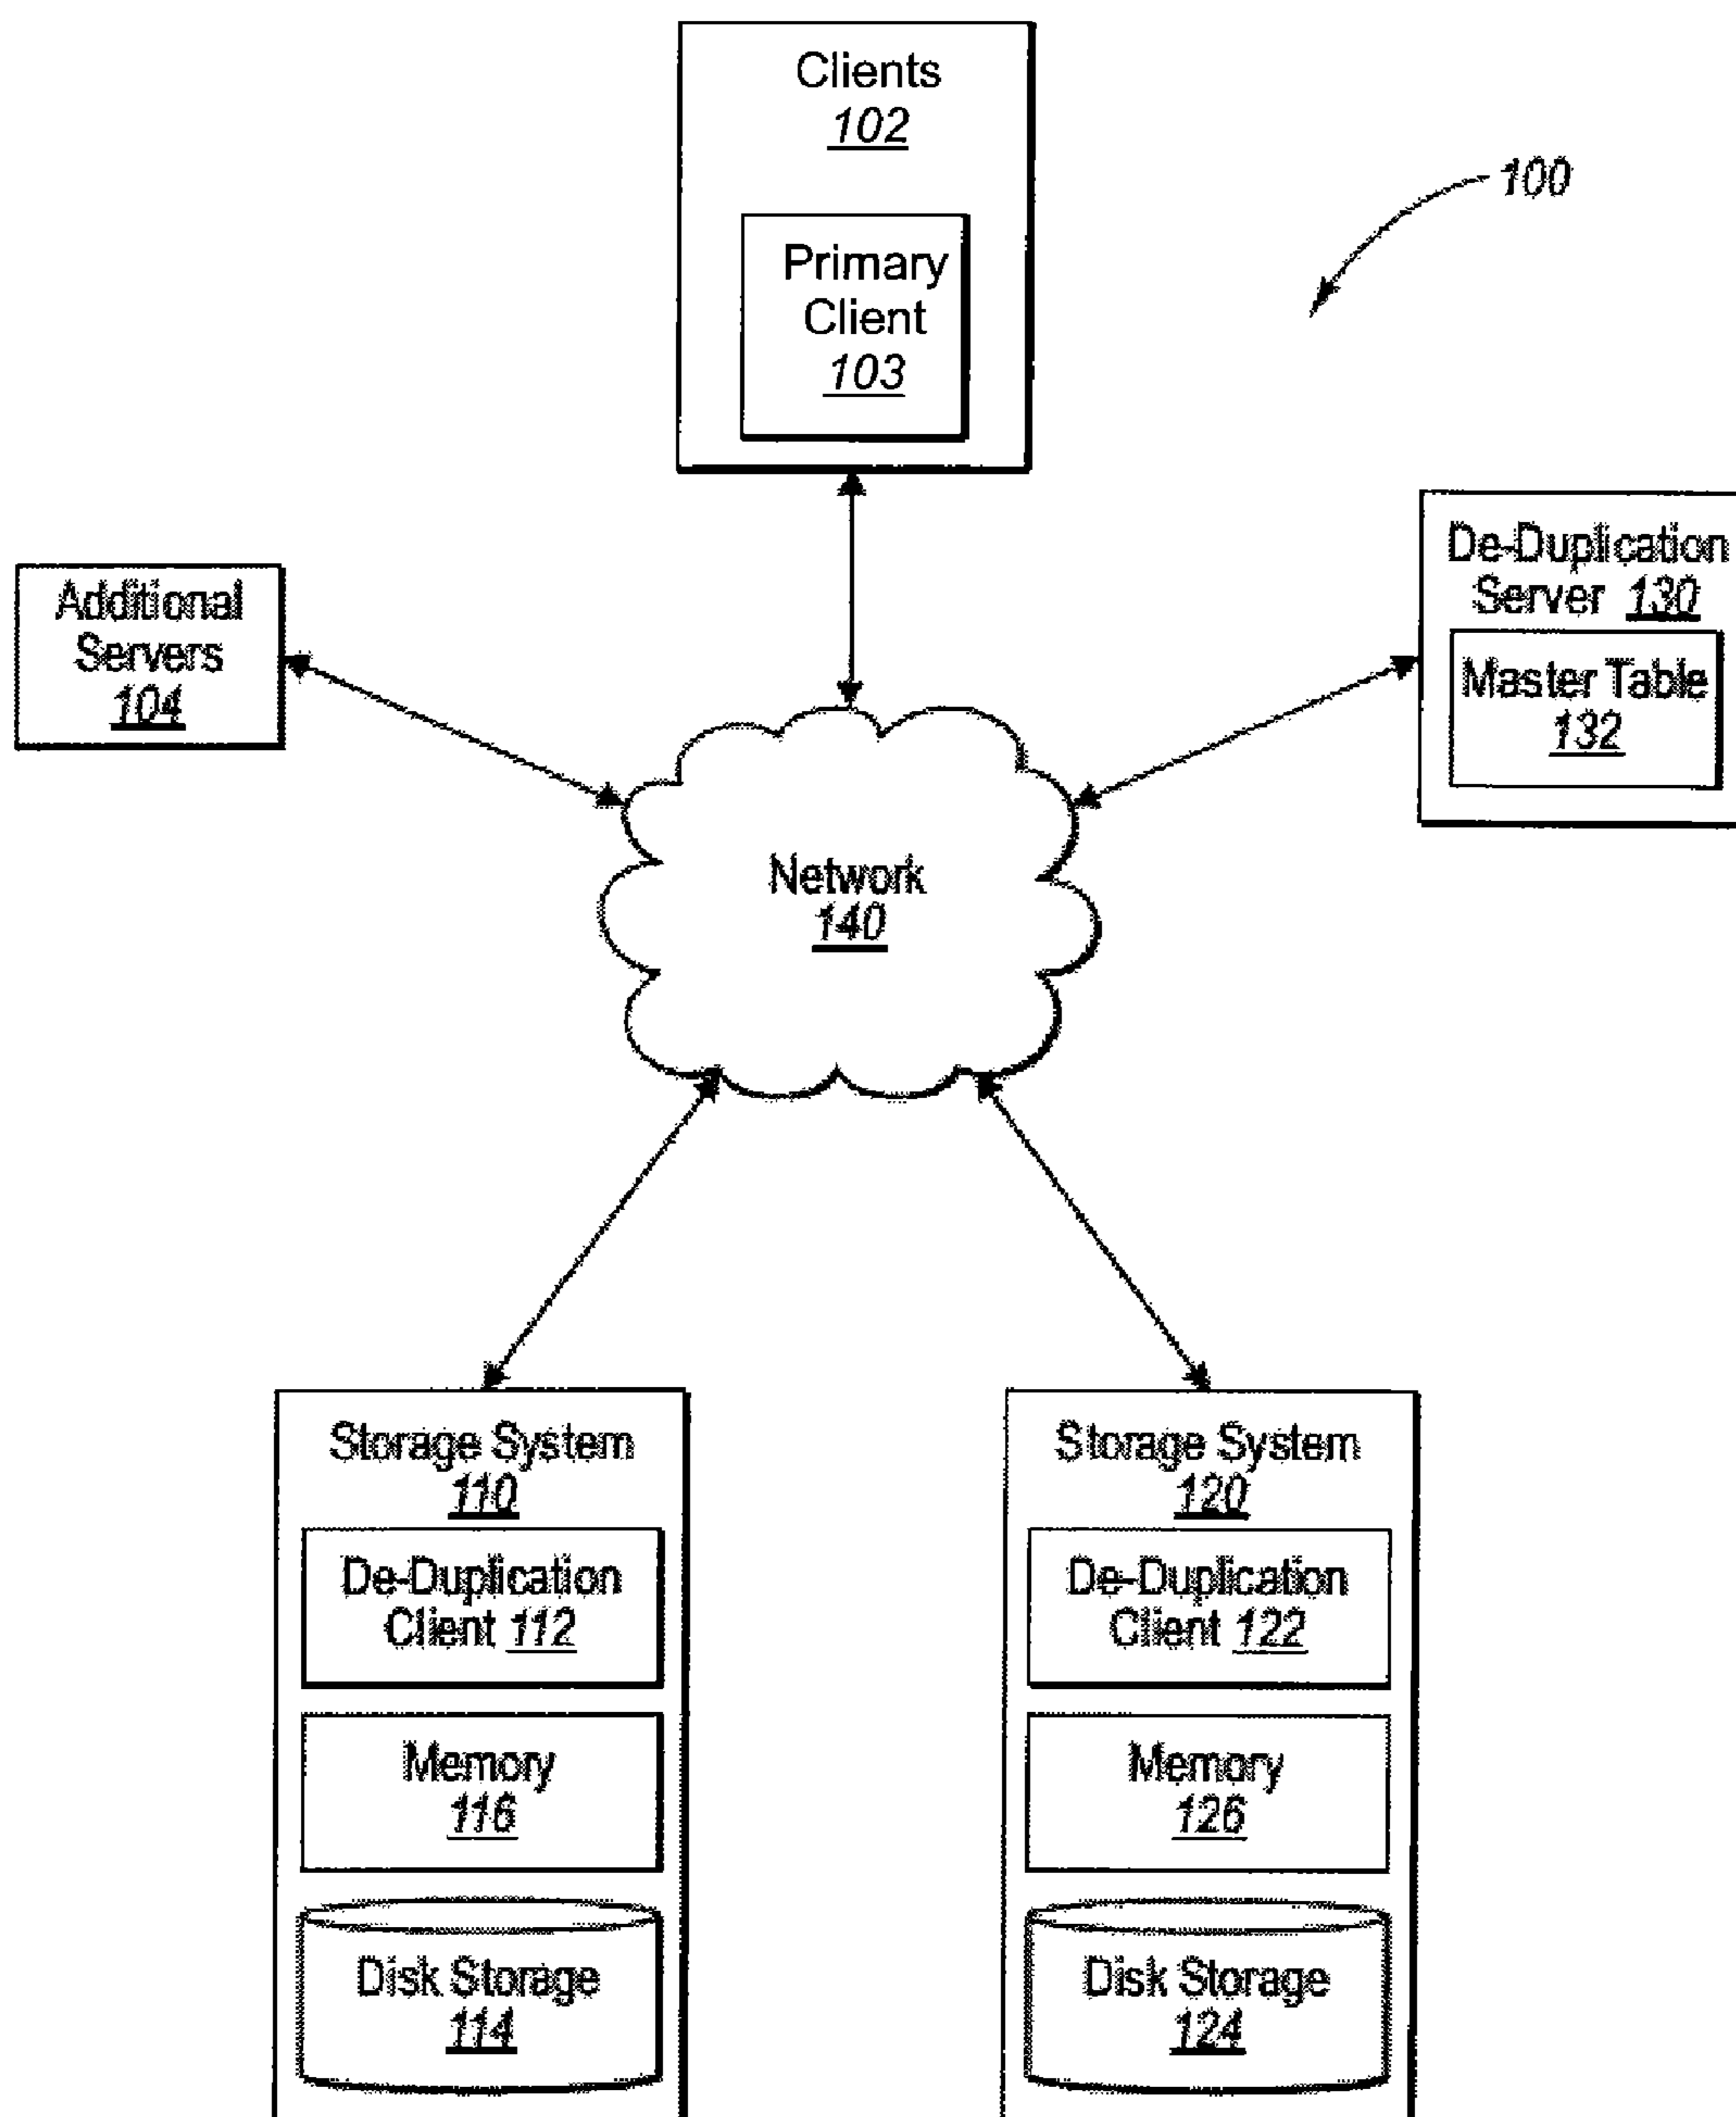 Clients
102
Primary
Client
103
100
De-Duplication
Server 130
Master Table
132
Additional
Servers
104
Network
140
Storage System
110
De-Duplication
Client 112
Memory
116
Disk Storage
114
Storage System
120
De-Duplication
Client 122
Memory
126
Disk Storage
124